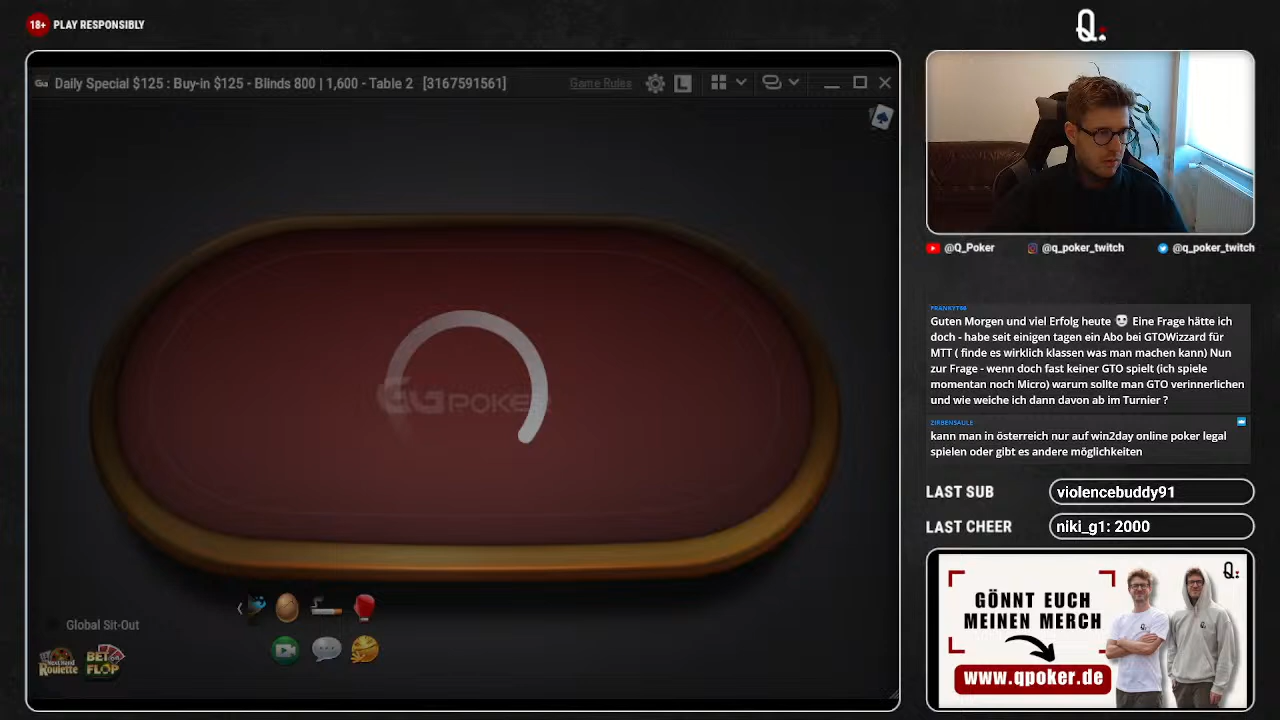 18+ PLAY RESPONSIBLY
Q.
Daily Special $125 : Buy-in $125 - Blinds 800 | 1,600 - Table 2 [3167591561]
Game Rules
L
GGPOKER
Global Sit-Out
Next Hand Roulette
BET ON FLOP
@Q_Poker
@q_poker_twitch
@q_poker_twitch
FRANKYT88
Guten Morgen und viel Erfolg heute Eine Frage hätte ich
doch - habe seit einigen tagen ein Abo bei GTOWizzard für
MTT ( finde es wirklich klassen was man machen kann) Nun
zur Frage - wenn doch fast keiner GTO spielt (ich spiele
momentan noch Micro) warum sollte man GTO verinnerlichen
und wie weiche ich dann davon ab im Turnier ?
ZIRBENSAULE
kann man in österreich nur auf win2day online poker legal
spielen oder gibt es andere möglichkeiten
LAST SUB
violencebuddy91
LAST CHEER
niki_g1: 2000
Q.
GÖNNT EUCH
MEINEN MERCH
www.qpoker.de